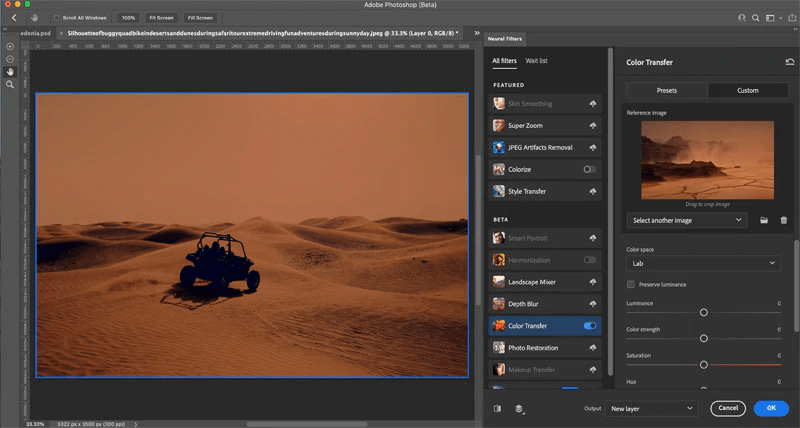 Adobe Photoshop (Beta)
Scroll All Windows
100%
Fit Screen
Fill Screen
wdonia.psd
× Silhouetteofbuggyquadbikeindesertsanddunesduringsafaritourextremedrivingfunadventuresduringsunnyday.jpeg @ 33.3% (Layer 0, RGB/8) *
Neural Filters
All filters
Wait list
FEATURED
Skin Smoothing
Super Zoom
JPEG Artifacts Removal
Colorize
Style Transfer
BETA
Smart Portrait
Harmonization
Landscape Mixer
Depth Blur
Color Transfer
Photo Restoration
Makeup Transfer
Color Transfer
Presets
Custom
Reference image
Drag to crop image
Select another image
Color space
Lab
Preserve luminance
Luminance
0
Color strength
0
Saturation
0
Hue
0
Output
New layer
Cancel
OK
33.33%
5322 px x 3500 px (300 ppi)